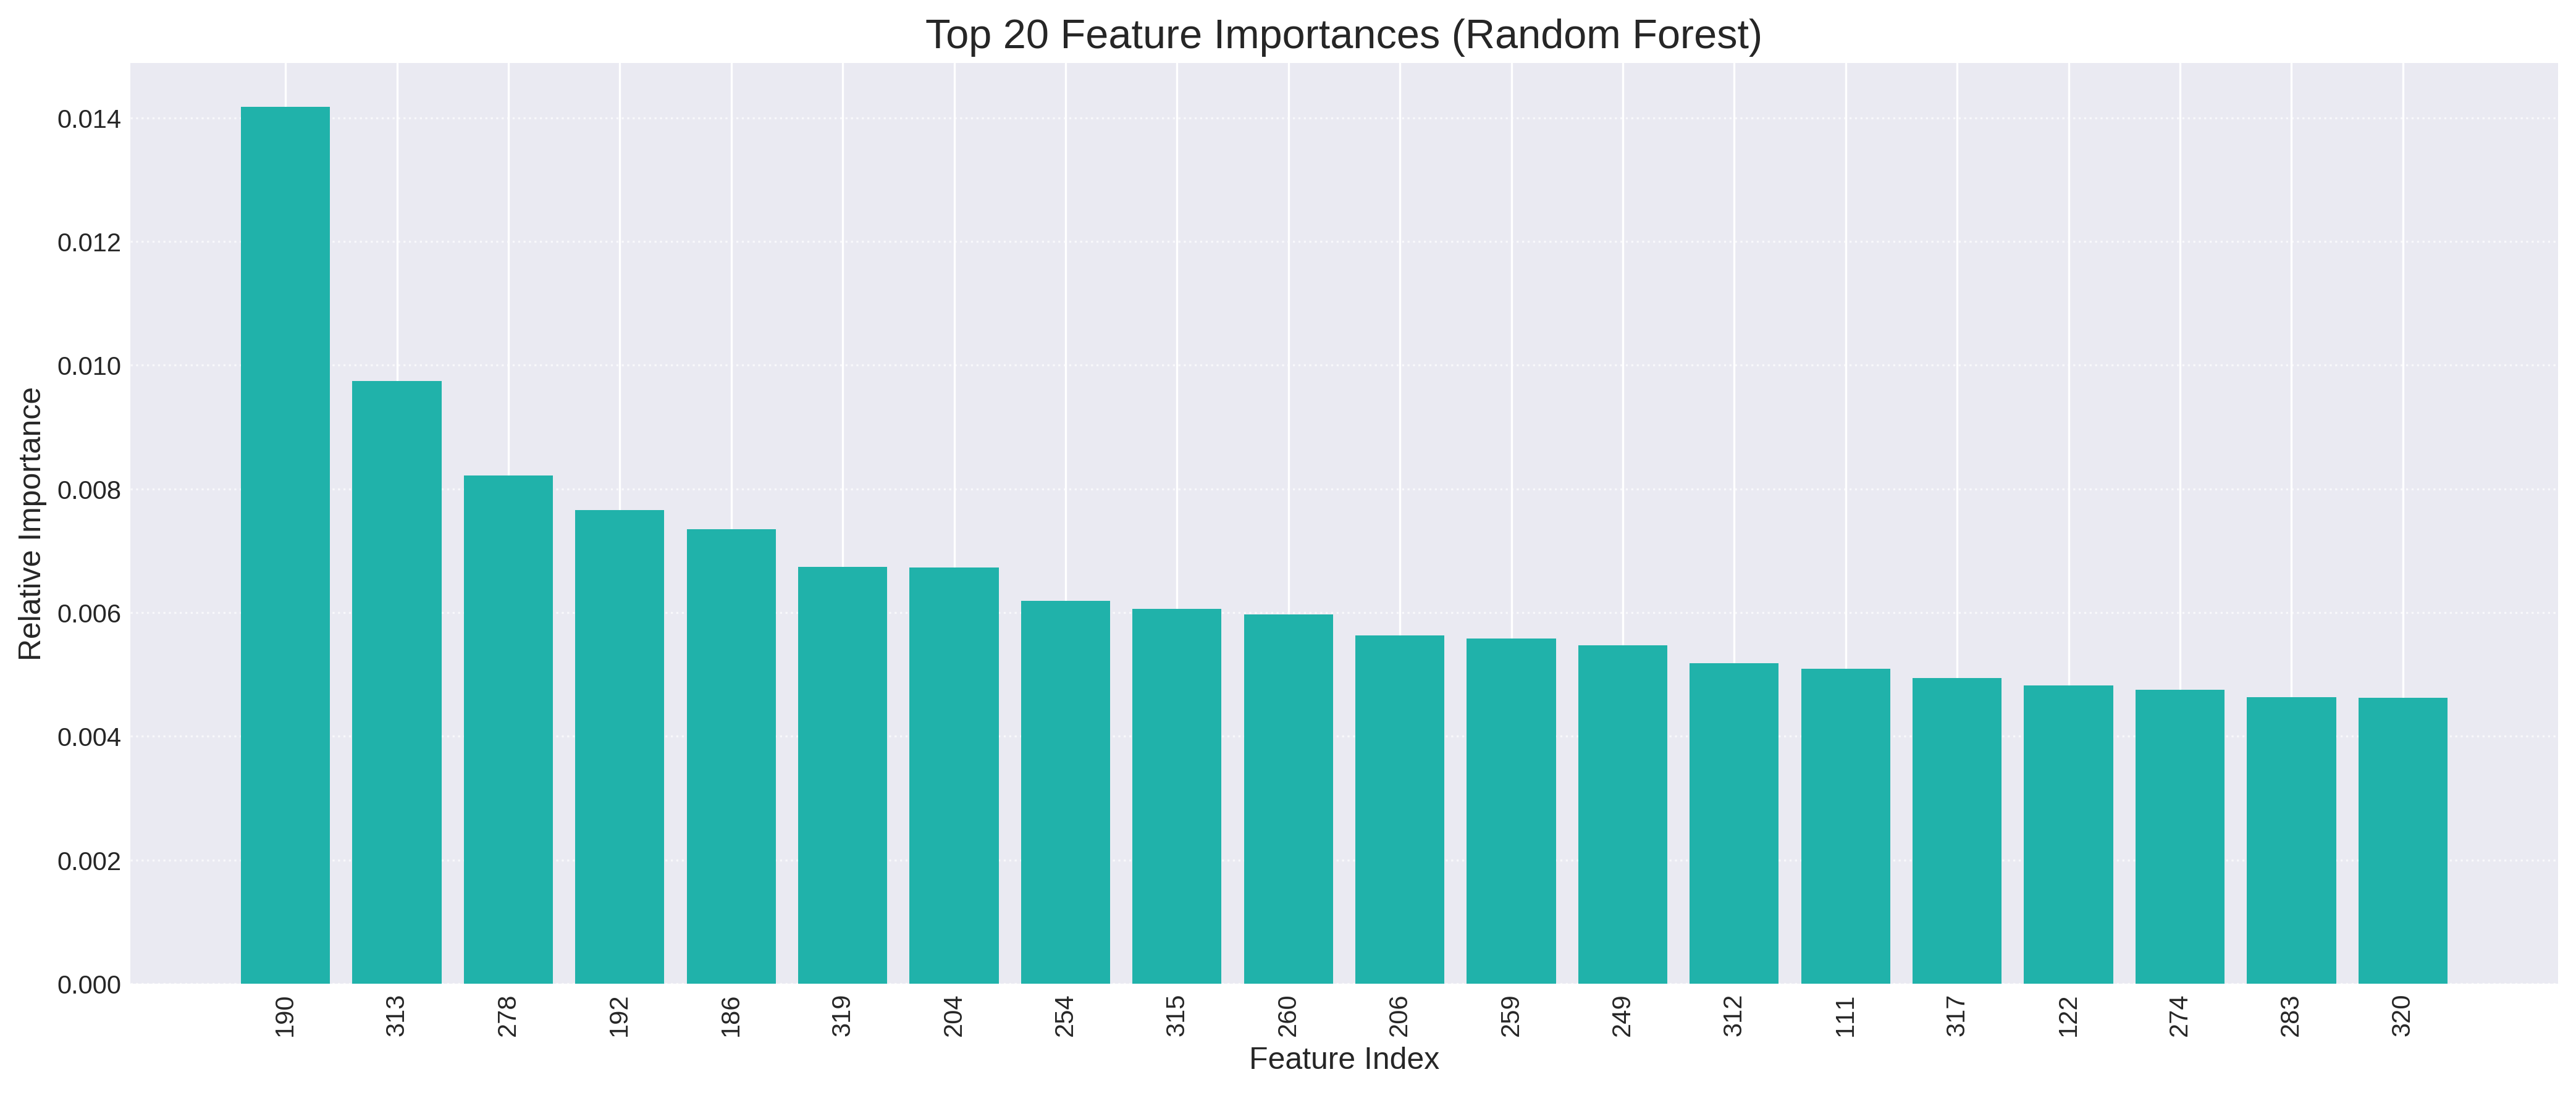 Top 20 Feature Importances (Random Forest)
Relative Importance
0.014
0.012
0.010
0.008
0.006
0.004
0.002
0.000
190 313 278 192 186 319 204 254 315 260 206 259 249 312 111 317 122 274 283 320
Feature Index